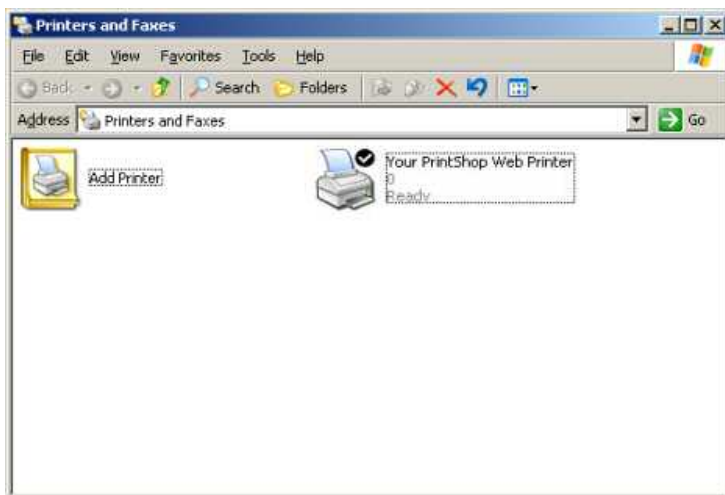 Printers and Faxes
File Edit View Favorites Tools Help
Back Search Folders
Address Printers and Faxes Go
Add Printer
Your PrintShop Web Printer
0
Ready